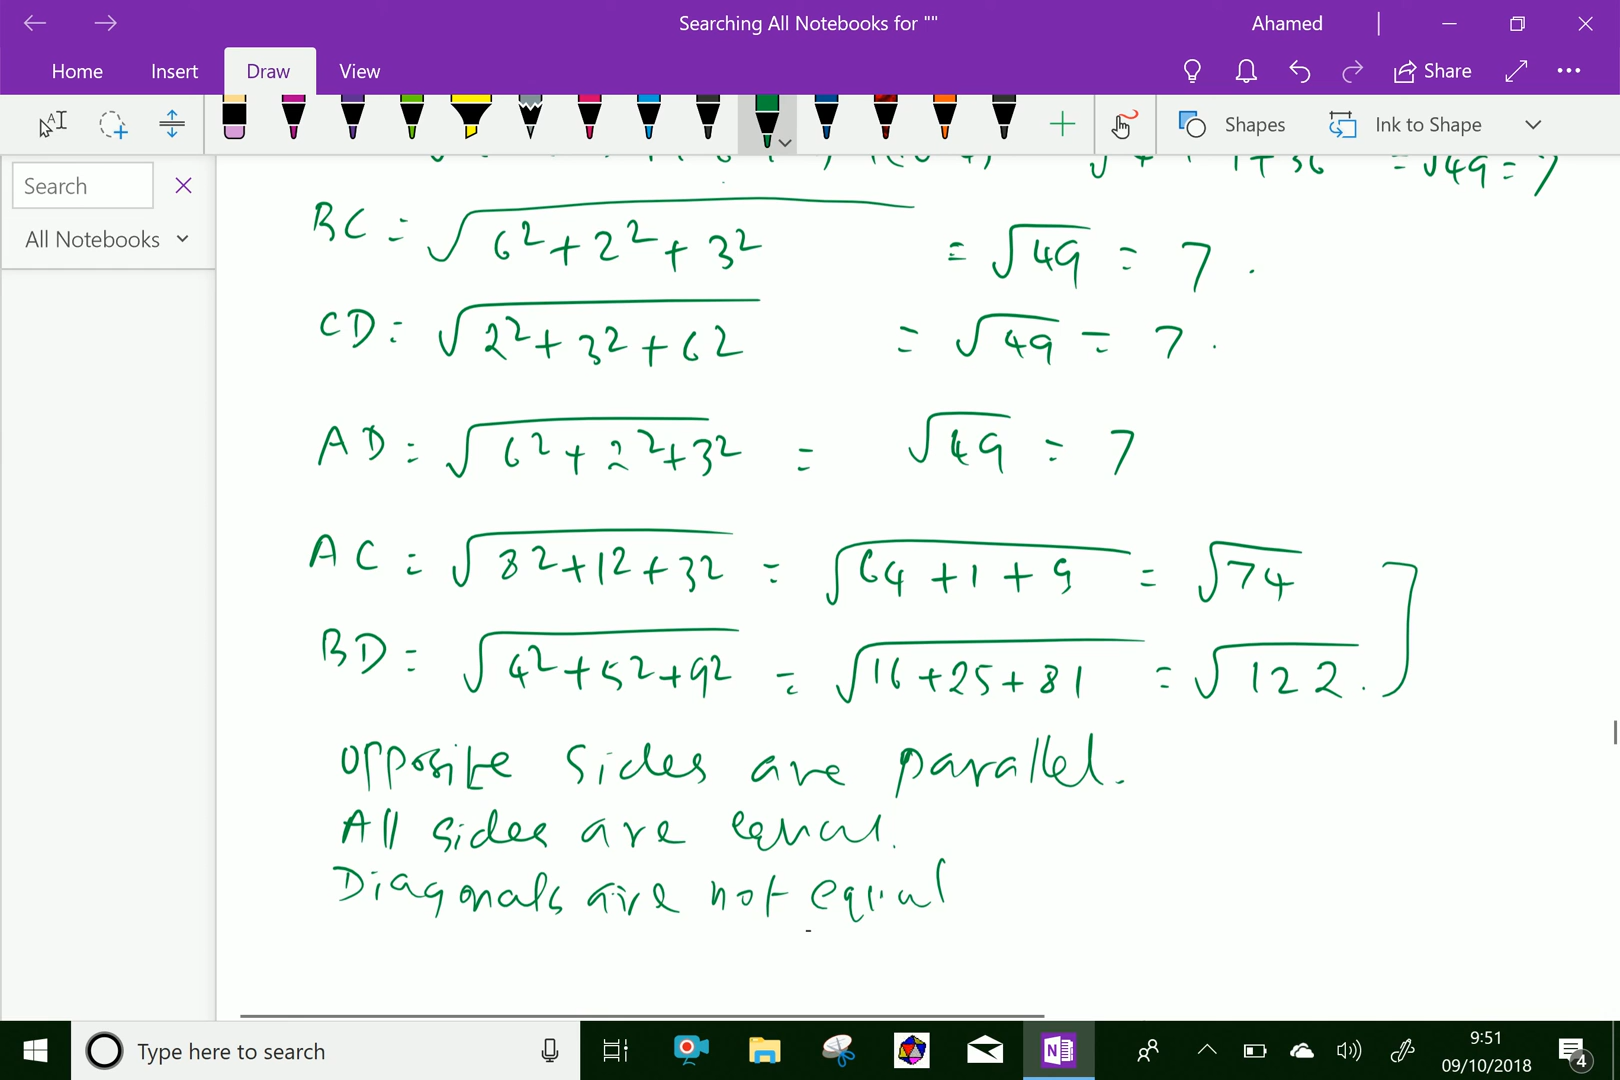 Searching All Notebooks for ""
Ahamed
Home Insert Draw View
Share
Shapes
Ink to Shape
Search
All Notebooks
= √49 = 7
BC = √6² + 2² + 3² = √49 = 7 .
CD = √2² + 3² + 6² = √49 = 7 .
AD = √6² + 2² + 3² = √49 = 7
AC = √8² + 1² + 3² = √64 + 1 + 9 = √74
BD = √4² + 5² + 9² = √16 + 25 + 81 = √122 .
Opposite sides are parallel.
All sides are equal.
Diagonals are not equal
Type here to search
9:51
09/10/2018
4